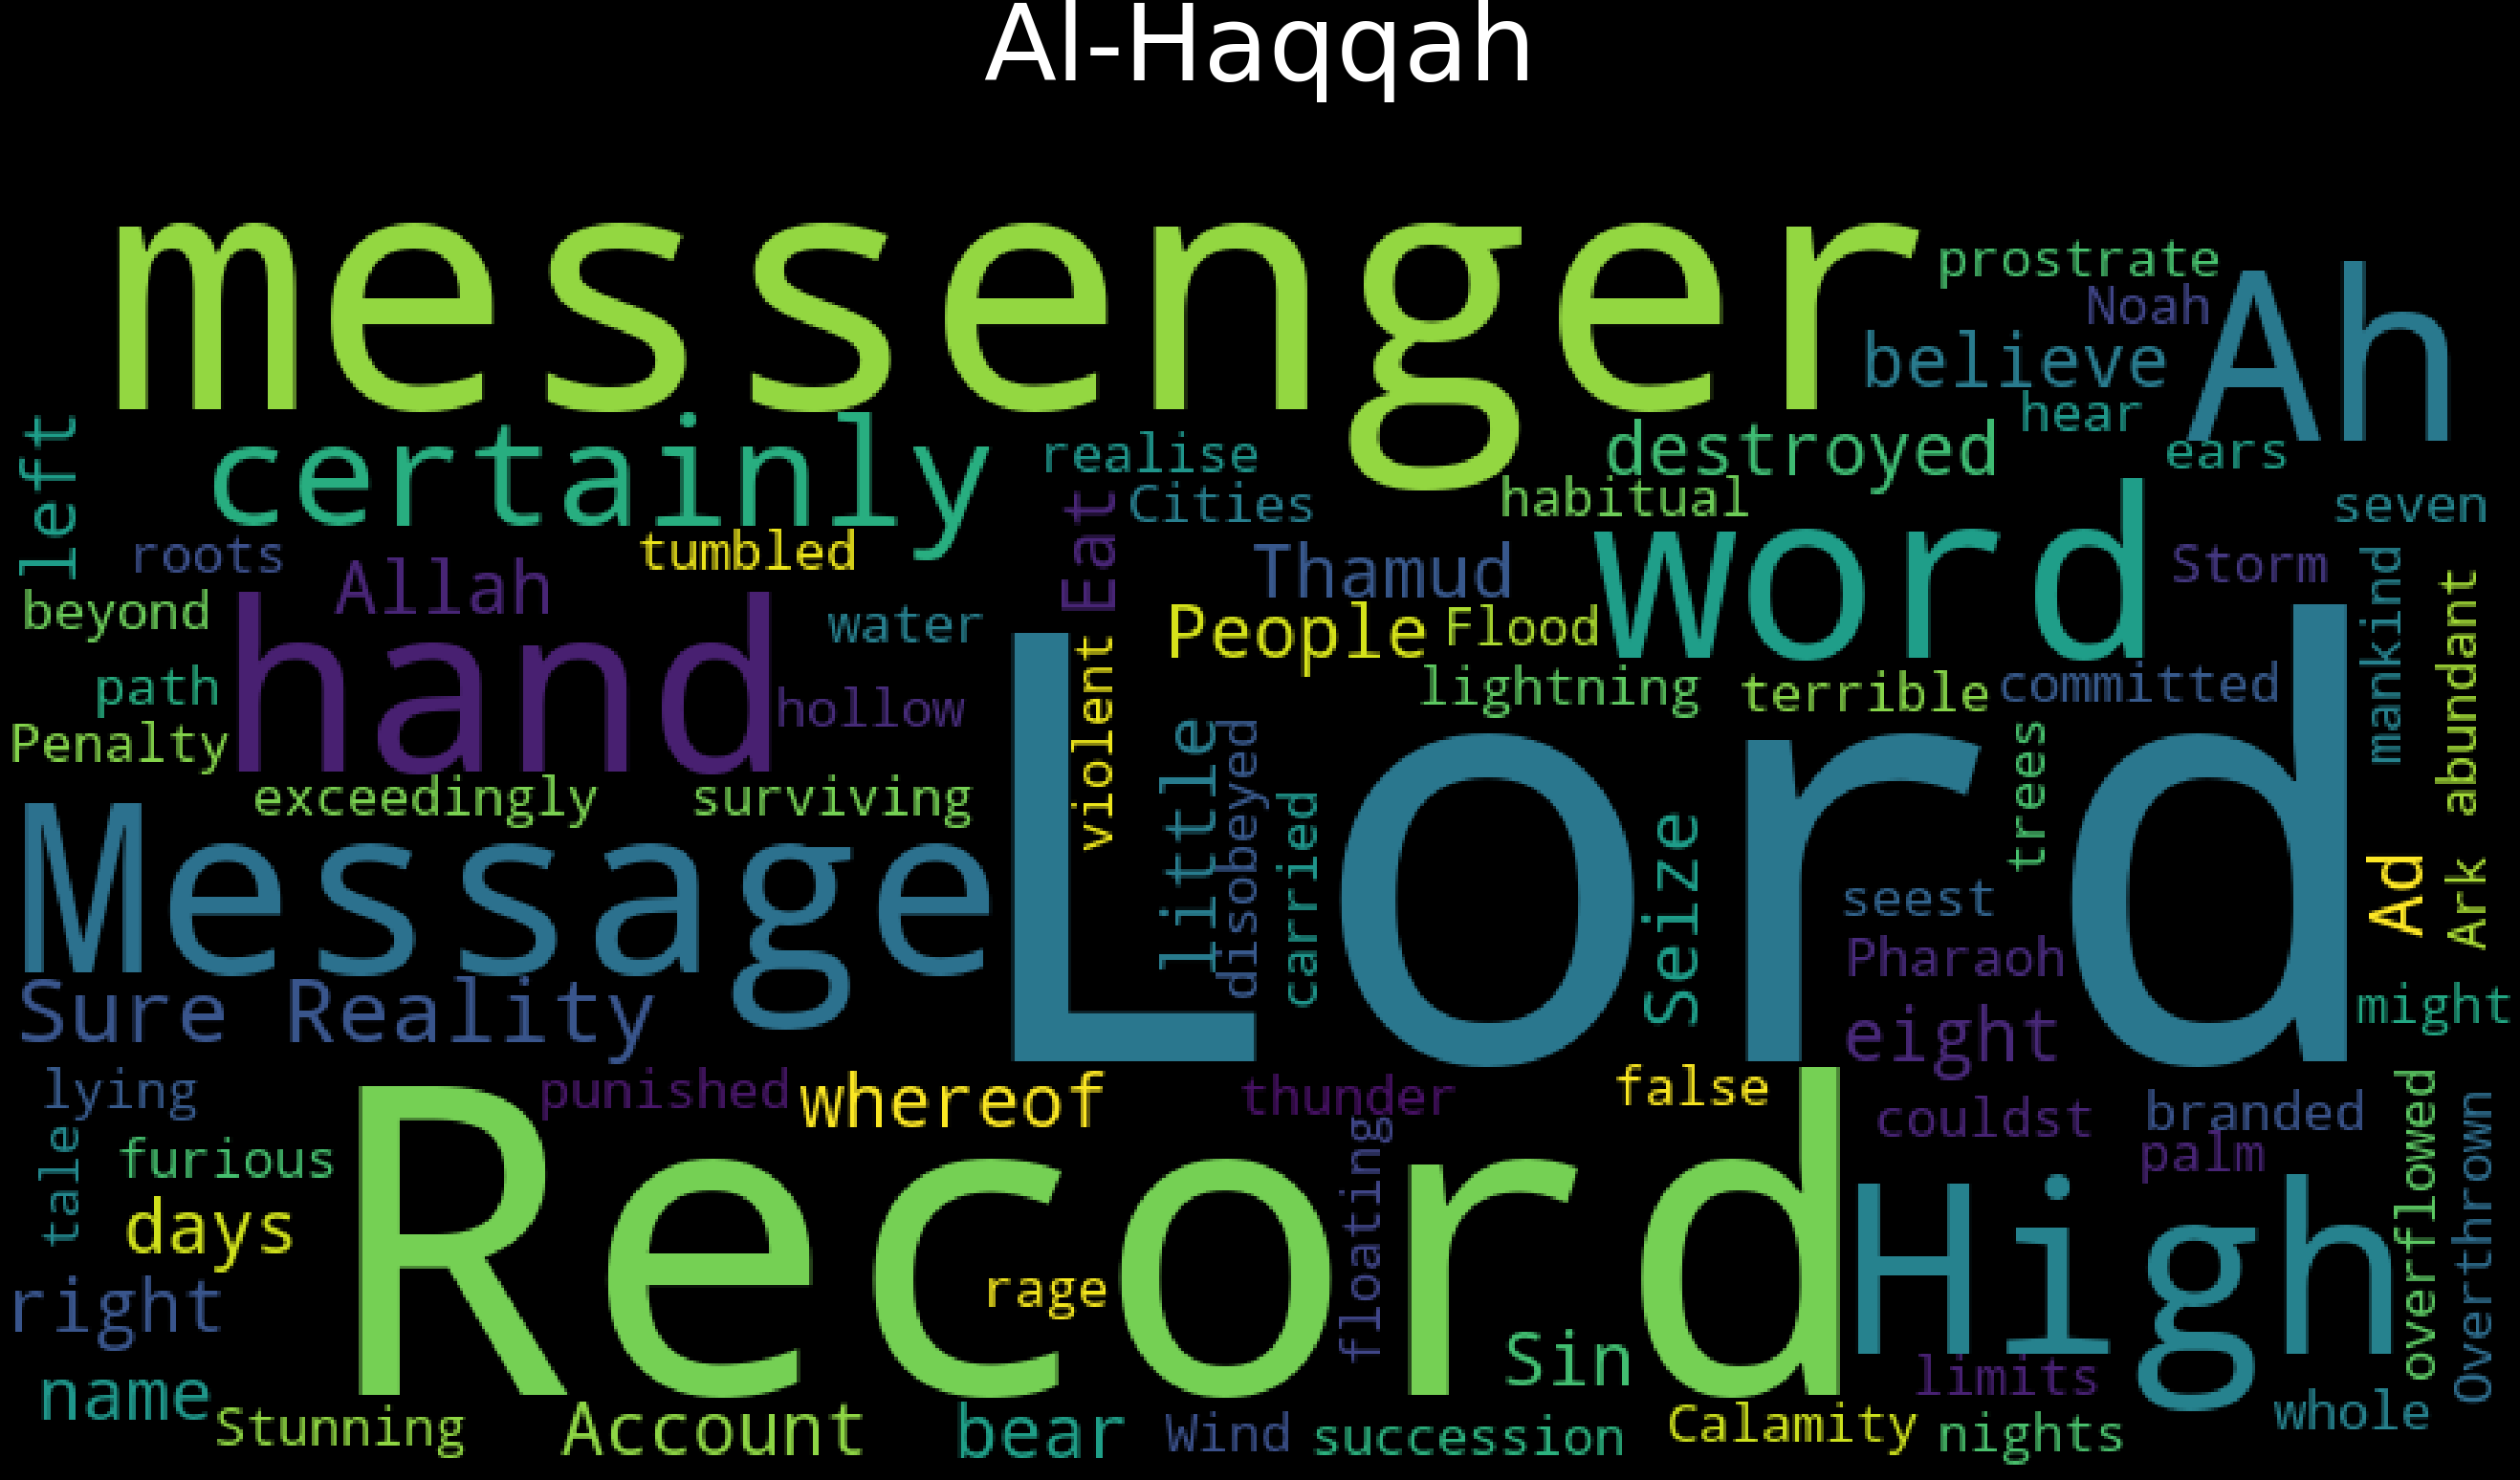 Al-Haqqah
messenger
prostrate
Noah
Ah
believe
hear
ears
left
certainly
realise
destroyed
Cities
habitual
seven
Eat
roots
tumbled
Thamud
word
Storm
mankind
abundant
Allah
beyond
hand
water
People
Flood
violent
path
hollow
lightning
terrible
committed
Penalty
exceedingly
surviving
Lord
little
disobeyed
carried
trees
Message
Seize
seest
Ad
Ark
Pharaoh
Sure Reality
eight
might
lying
punished
whereof
thunder
false
couldst
branded
overflowed
Overthrown
tale
furious
Record
floating
palm
High
days
rage
right
Sin
limits
name
Stunning
Account
bear
Wind
succession
Calamity
nights
whole